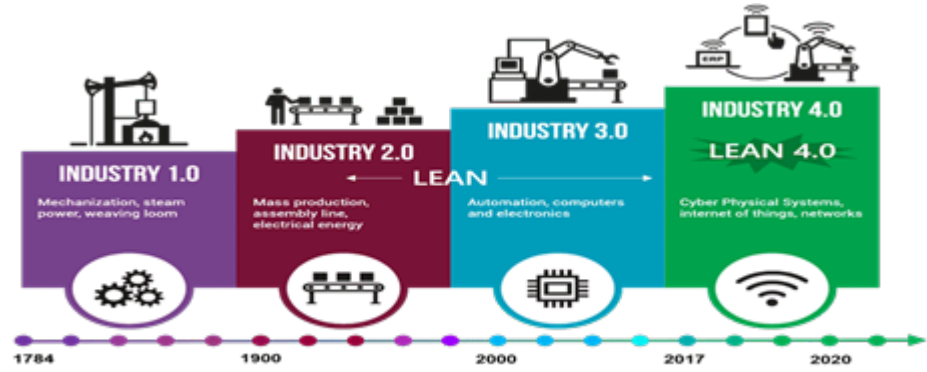 ERP
INDUSTRY 1.0
Mechanization, steam
power, weaving loom
INDUSTRY 2.0
Mass production,
assembly line,
electrical energy
LEAN
INDUSTRY 3.0
Automation, computers
and electronics
INDUSTRY 4.0
LEAN 4.0
Cyber Physical Systems,
internet of things, networks
1784
1900
2000
2017
2020